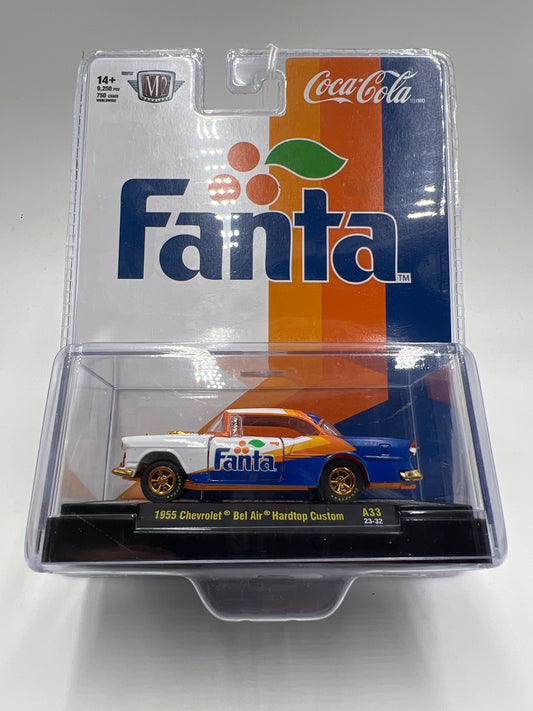 14+
9,250 PCS
750 CHASE
WORLDWIDE
M2
Coca-Cola
Fanta
TM
Fanta
1955 Chevrolet® Bel Air® Hardtop Custom A33
23-32